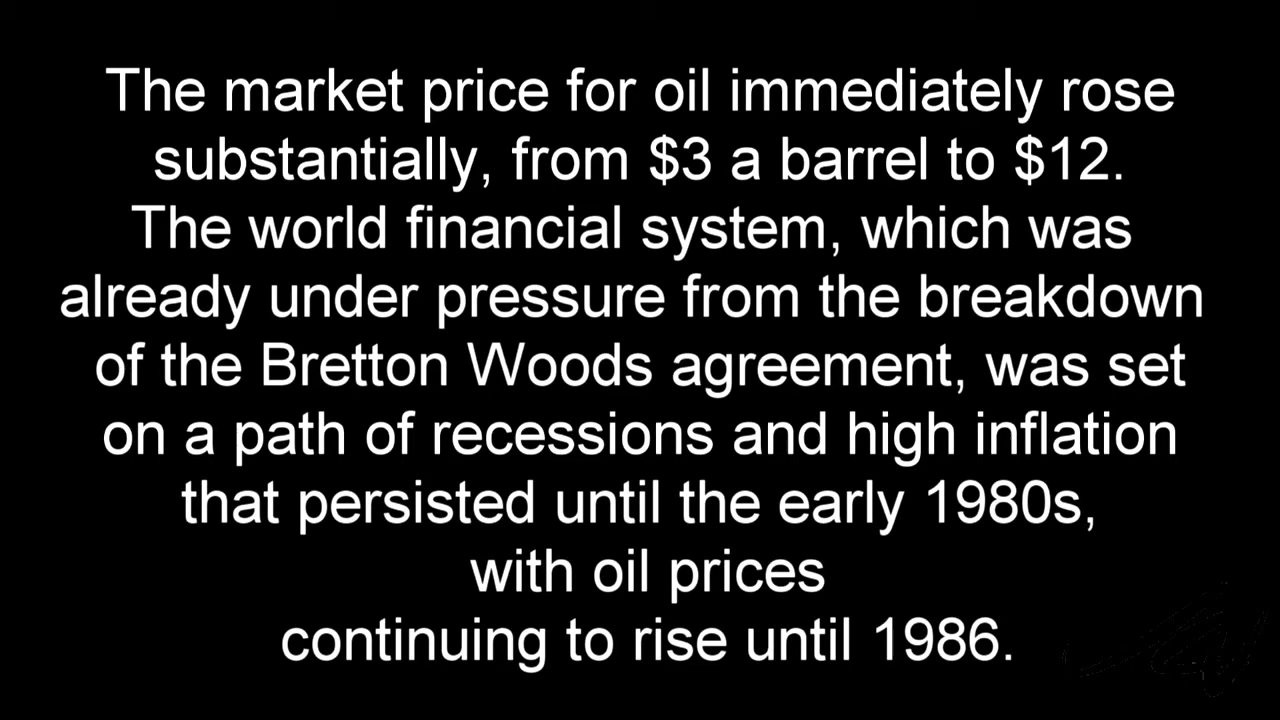 The market price for oil immediately rose
substantially, from $3 a barrel to $12.
The world financial system, which was
already under pressure from the breakdown
of the Bretton Woods agreement, was set
on a path of recessions and high inflation
that persisted until the early 1980s,
with oil prices
continuing to rise until 1986.